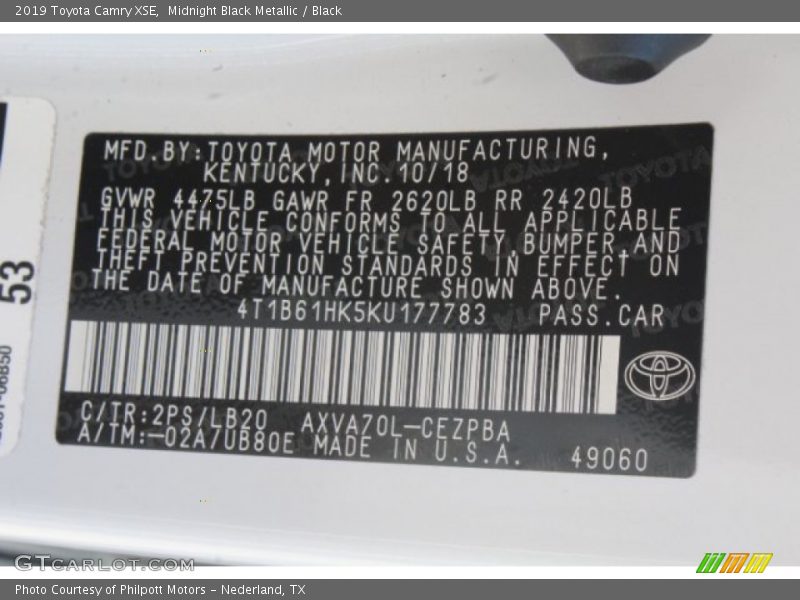 2019 Toyota Camry XSE, Midnight Black Metallic / Black
MFD.BY:TOYOTA MOTOR MANUFACTURING,
KENTUCKY,INC.10/18
GVWR 4475LB GAWR FR 2620LB RR 2420LB
THIS VEHICLE CONFORMS TO ALL APPLICABLE
FEDERAL MOTOR VEHICLE SAFETY,BUMPER,AND
THEFT PREVENTION STANDARDS IN EFFECT ON
THE DATE OF MANUFACTURE SHOWN ABOVE.
4T1B61HK5KU177783 PASS.CAR
C/TR:2PS/LB20 AXVA70L-CEZPBA
A/TM:-02A/UB80E MADE IN U.S.A.
49060
53
GTCARLOT.COM
Photo Courtesy of Philpott Motors - Nederland, TX